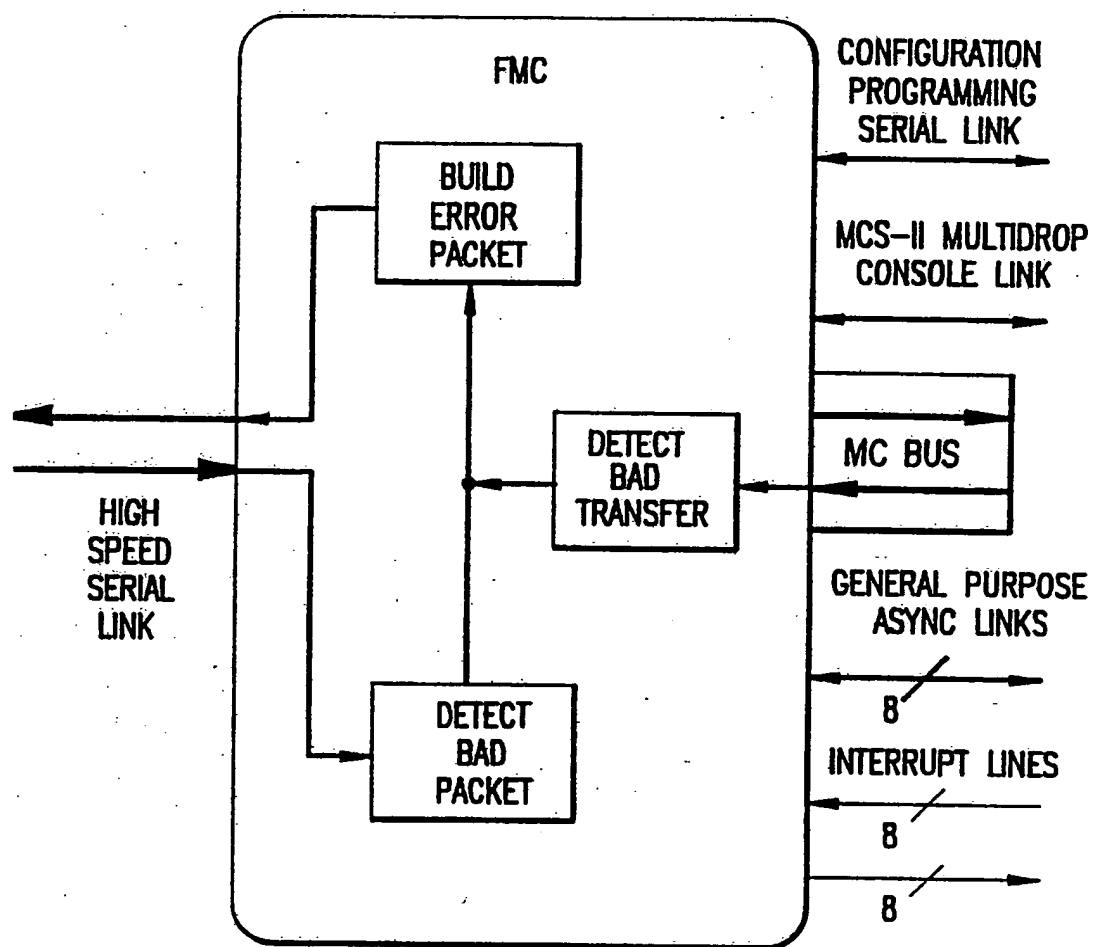 FMC
BUILD
ERROR
PACKET
DETECT
BAD
TRANSFER
DETECT
BAD
PACKET
HIGH
SPEED
SERIAL
LINK
CONFIGURATION
PROGRAMMING
SERIAL LINK
MCS-II MULTIDROP
CONSOLE LINK
MC BUS
GENERAL PURPOSE
ASYNC LINKS
8
INTERRUPT LINES
8
8